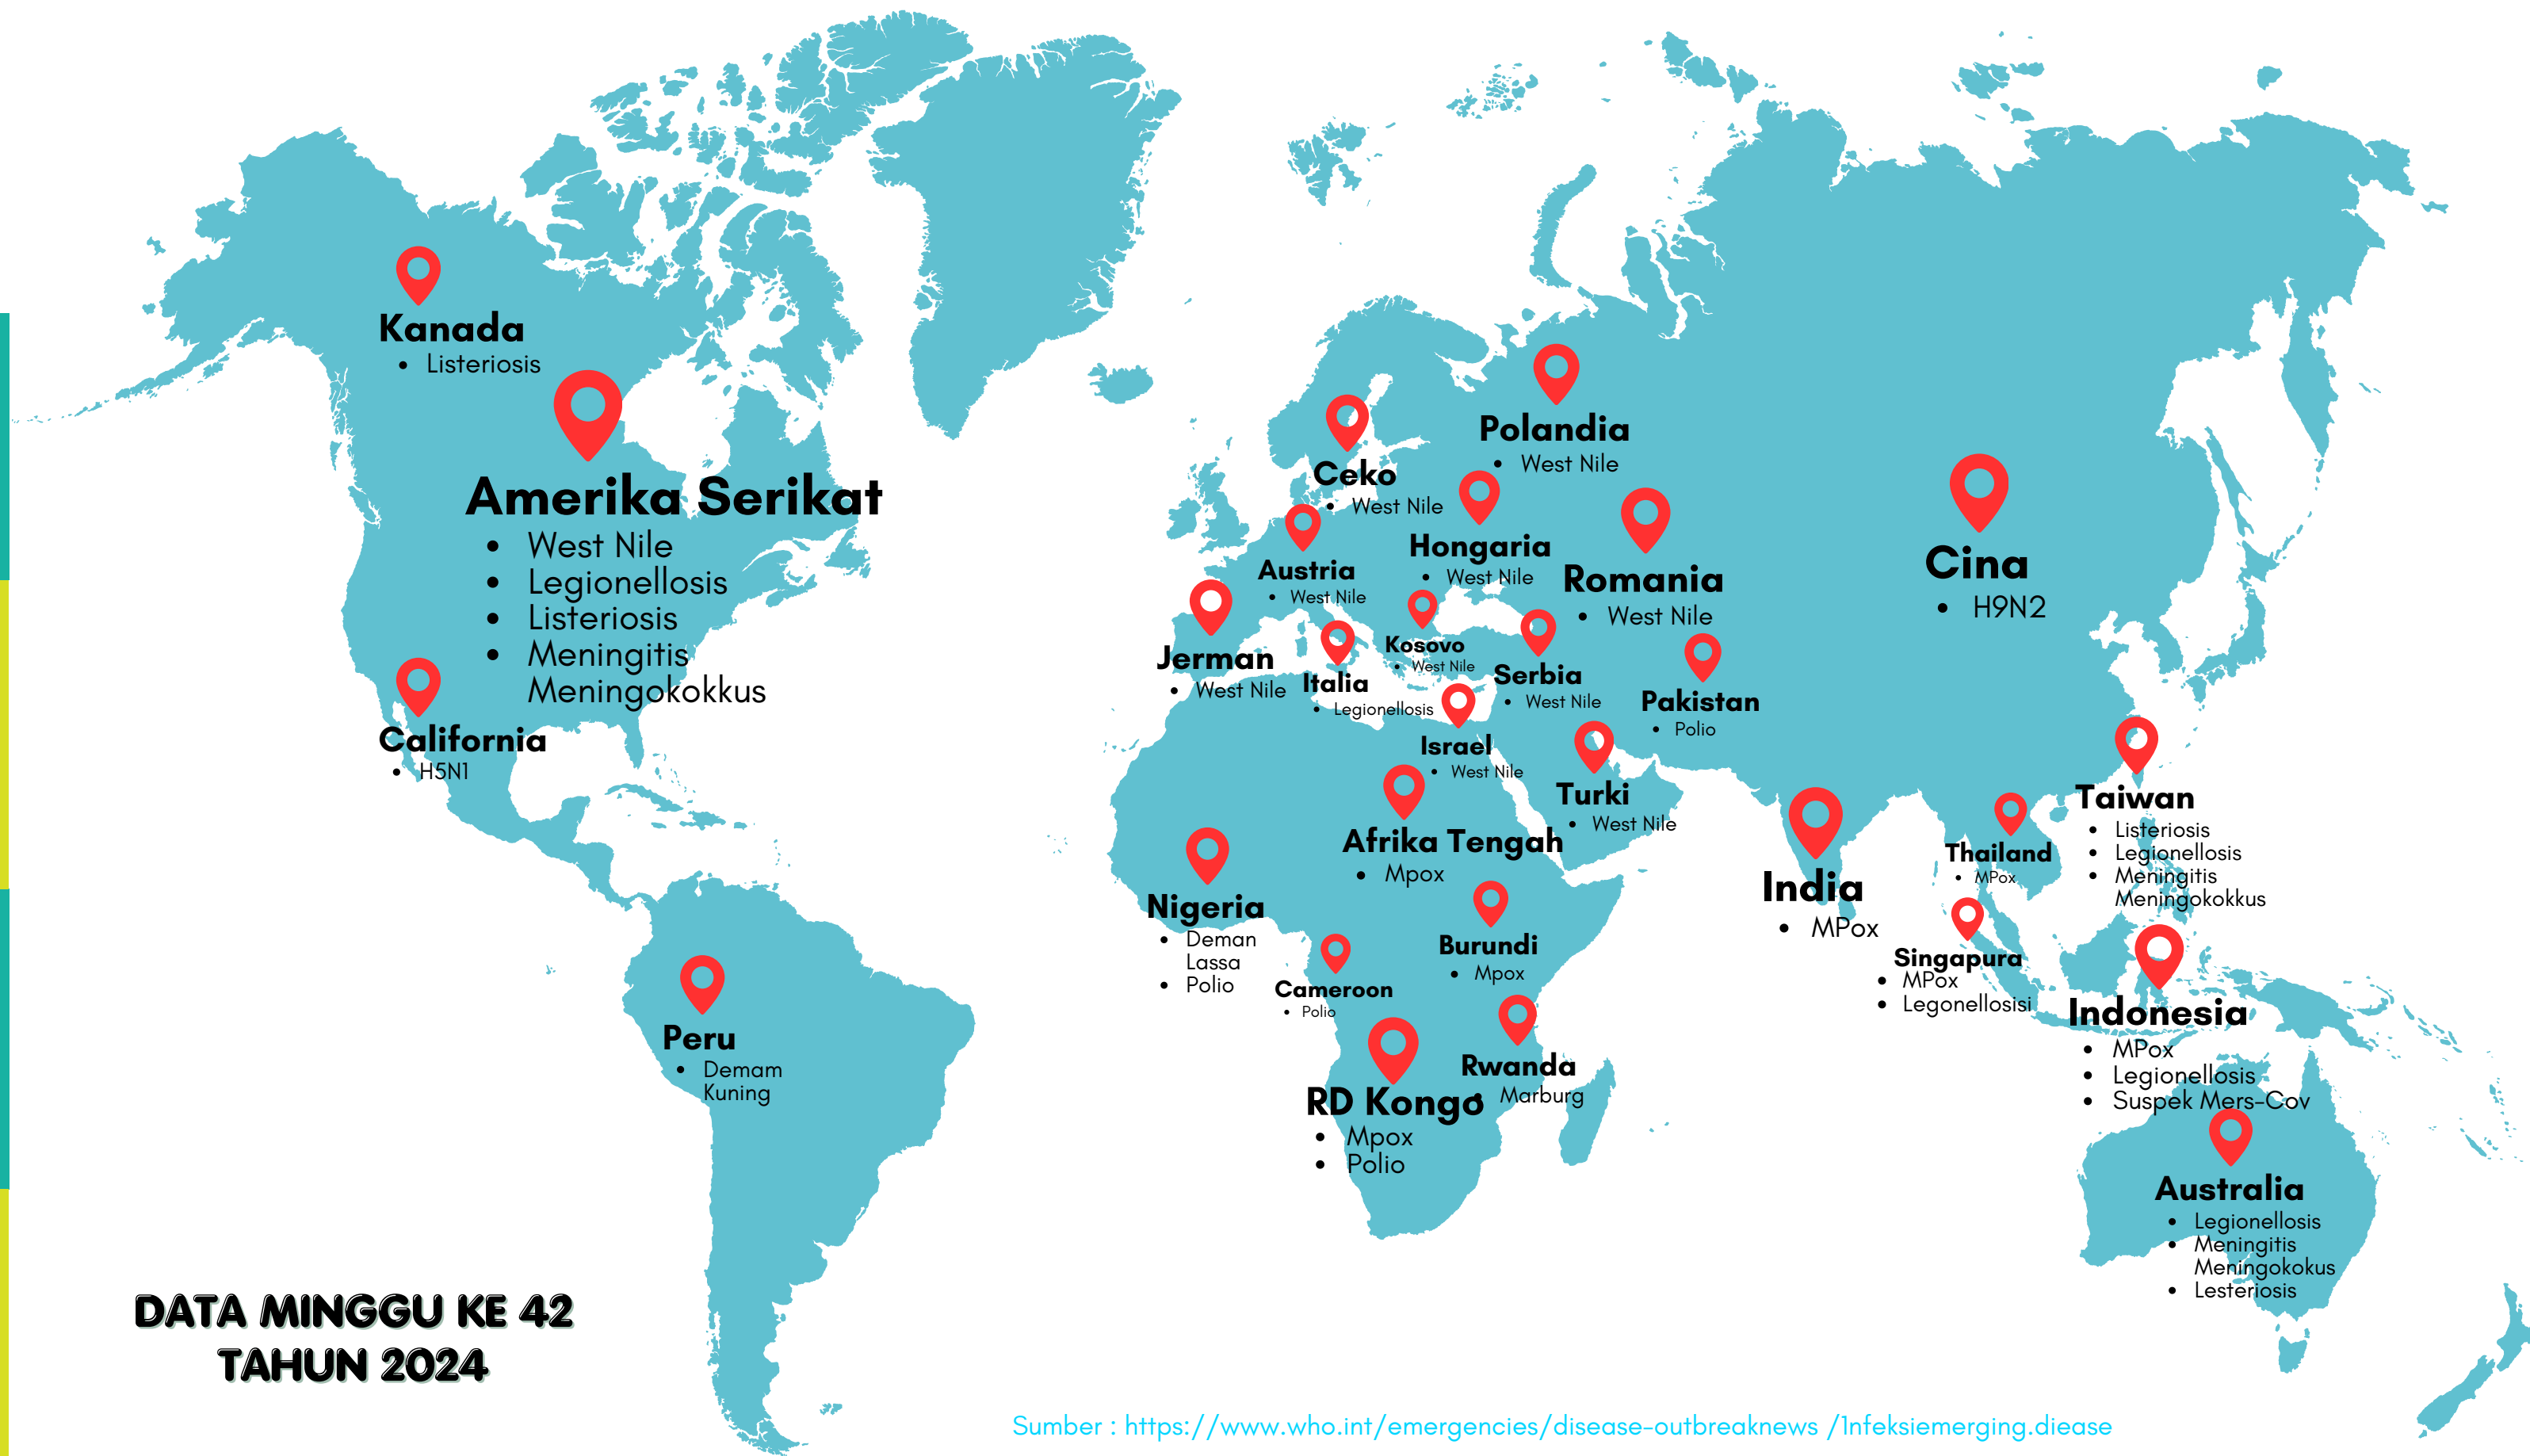 Kanada
• Listeriosis
Amerika Serikat
• West Nile
• Legionellosis
• Listeriosis
• Meningitis
Meningokokkus
California
• H5N1
Peru
• Demam
Kuning
Polandia
• West Nile
Ceko
• West Nile
Hongaria
• West Nile
Austria
• West Nile
Romania
• West Nile
Cina
• H9N2
Jerman
• West Nile
Italia
• Legionellosis
Kosovo
• West Nile
Serbia
• West Nile
Pakistan
• Polio
Israel
• West Nile
Turki
• West Nile
Afrika Tengah
• Mpox
Nigeria
• Deman
Lassa
• Polio
Cameroon
• Polio
Burundi
• Mpox
Rwanda
• Marburg
RD Kongo
• Mpox
• Polio
India
• MPox
Thailand
• MPox
Taiwan
• Listeriosis
• Legionellosis
• Meningitis
Meningokokkus
Singapura
• MPox
• Legonellosisi
Indonesia
• MPox
• Legionellosis
• Suspek Mers-Cov
Australia
• Legionellosis
• Meningitis
Meningokokus
• Lesteriosis
DATA MINGGU KE 42
TAHUN 2024
Sumber : https://www.who.int/emergencies/disease-outbreaknews /1nfeksiemerging.diease